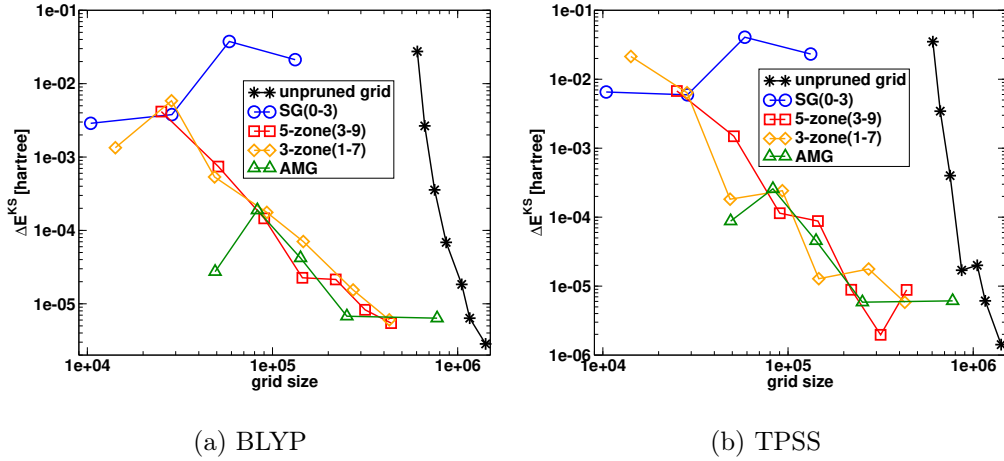 1e-01
1e-02
1e-03
1e-04
1e-05
ΔE^KS [hartree]
unpruned grid
SG(0-3)
5-zone(3-9)
3-zone(1-7)
AMG
1e+04
1e+05
1e+06
grid size
(a) BLYP
1e-01
1e-02
1e-03
1e-04
1e-05
1e-06
ΔE^KS [hartree]
unpruned grid
SG(0-3)
5-zone(3-9)
3-zone(1-7)
AMG
1e+04
1e+05
1e+06
grid size
(b) TPSS